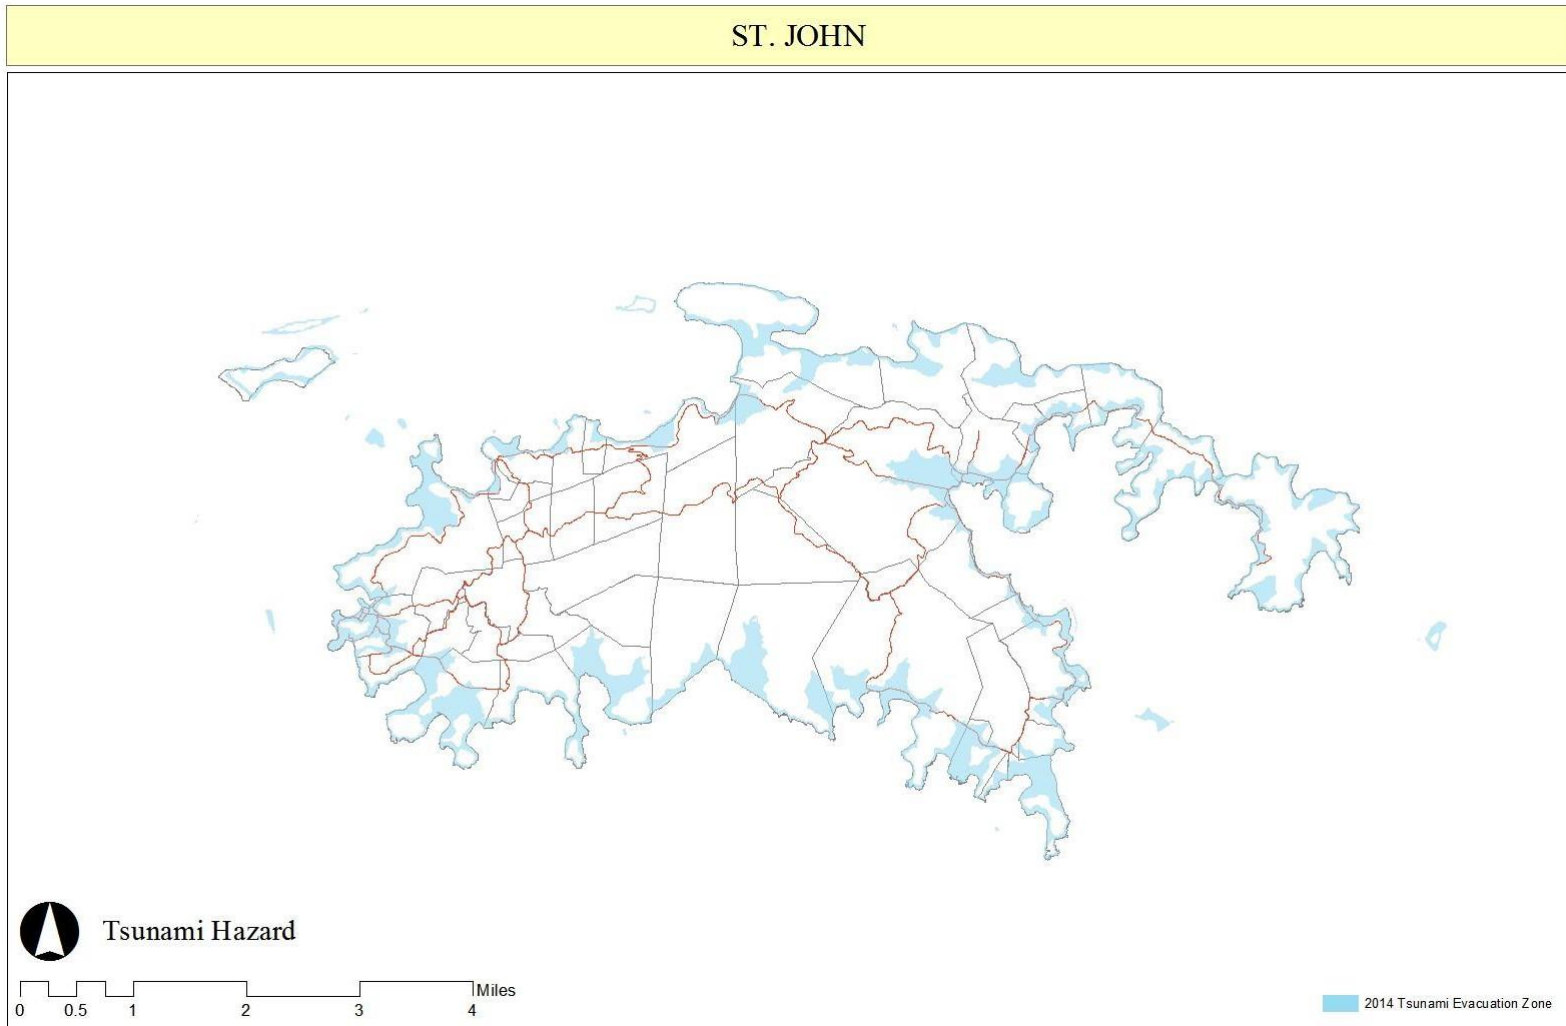 ST. JOHN
Tsunami Hazard
Miles
0 0.5 1 2 3 4
2014 Tsunami Evacuation Zone